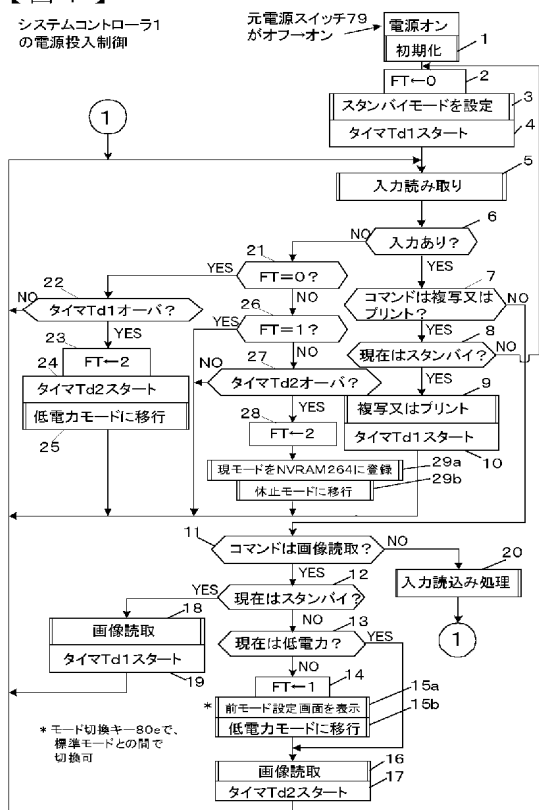 システムコントローラ1
の電源投入制御
元電源スイッチ79
がオフ→オン
電源オン
初期化
1
FT←0
2
スタンバイモードを設定
3
タイマTd1スタート
4
1
入力読み取り
5
入力あり?
6
NO
YES
コマンドは複写又は
プリント?
7
NO
YES
現在はスタンバイ?
8
NO
YES
複写又はプリント
9
タイマTd1スタート
10
21
FT=0?
YES
NO
22
タイマTd1オーバ?
NO
YES
23
FT←2
24
タイマTd2スタート
低電力モードに移行
25
26
FT=1?
YES
NO
27
タイマTd2オーバ?
NO
YES
28
FT←2
現モードをNVRAM264に登録
29a
休止モードに移行
29b
11
コマンドは画像読取?
NO
YES
20
入力読込み処理
1
12
現在はスタンバイ?
YES
NO
18
画像読取
タイマTd1スタート
19
13
現在は低電力?
YES
NO
14
FT←1
* 前モード設定画面を表示
15a
低電力モードに移行
15b
* モード切換キー80eで、
標準モードとの間で
切換可
16
画像読取
17
タイマTd2スタート